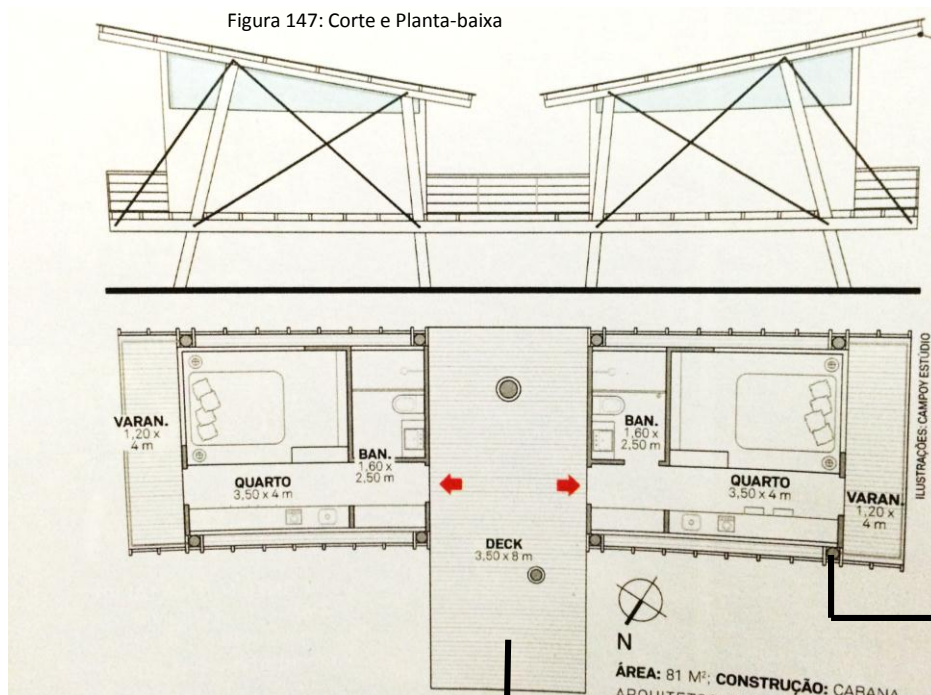 Figura 147: Corte e Planta-baixa
VARAN.
1,20 x
4 m
QUARTO
3,50 x 4 m
BAN.
1,60 x
2,50 m
DECK
3,50 x 8 m
BAN.
1,60 x
2,50 m
QUARTO
3,50 x 4 m
VARAN.
1,20 x
4 m
ILUSTRAÇÕES: CAMPOY ESTÚDIO
N
ÁREA: 81 M²; CONSTRUÇÃO: CABANA